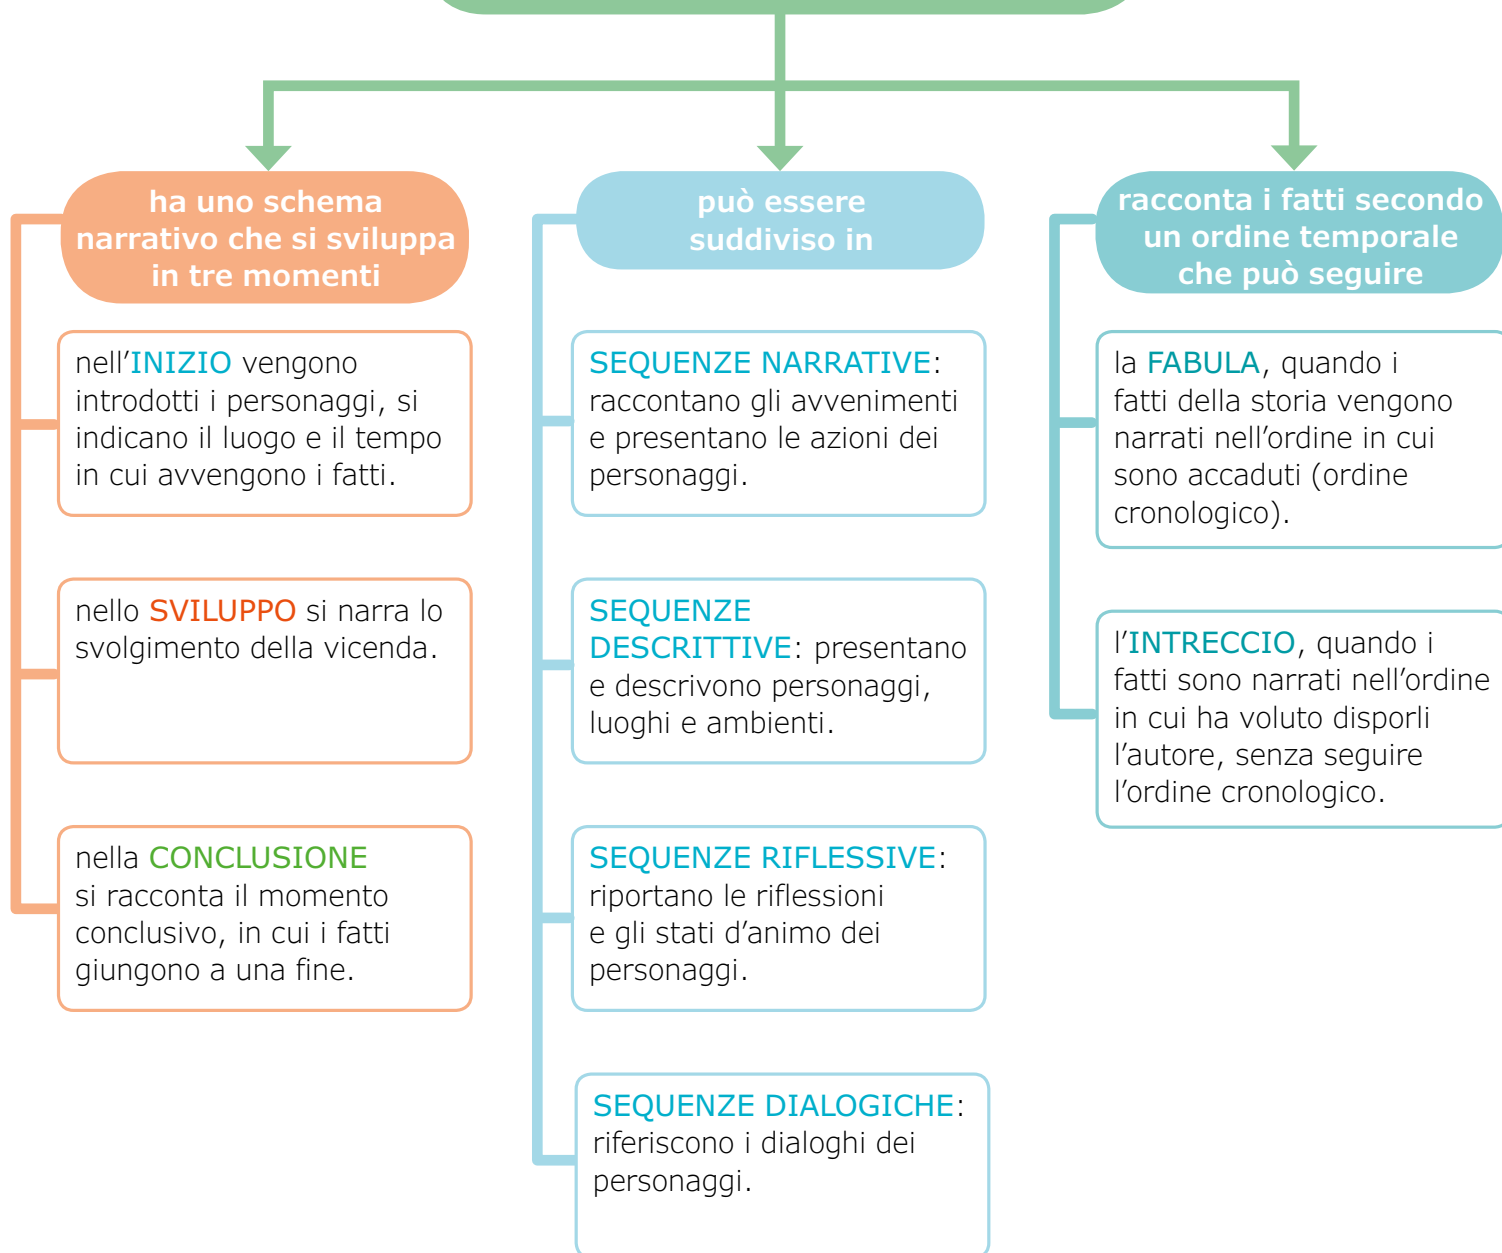 ha uno schema
narrativo che si sviluppa
in tre momenti
nell'INIZIO vengono
introdotti i personaggi, si
indicano il luogo e il tempo
in cui avvengono i fatti.
nello SVILUPPO si narra lo
svolgimento della vicenda.
nella CONCLUSIONE
si racconta il momento
conclusivo, in cui i fatti
giungono a una fine.
può essere
suddiviso in
SEQUENZE NARRATIVE:
raccontano gli avvenimenti
e presentano le azioni dei
personaggi.
SEQUENZE
DESCRITTIVE: presentano
e descrivono personaggi,
luoghi e ambienti.
SEQUENZE RIFLESSIVE:
riportano le riflessioni
e gli stati d'animo dei
personaggi.
SEQUENZE DIALOGICHE:
riferiscono i dialoghi dei
personaggi.
racconta i fatti secondo
un ordine temporale
che può seguire
la FABULA, quando i
fatti della storia vengono
narrati nell'ordine in cui
sono accaduti (ordine
cronologico).
l'INTRECCIO, quando i
fatti sono narrati nell'ordine
in cui ha voluto disporli
l'autore, senza seguire
l'ordine cronologico.